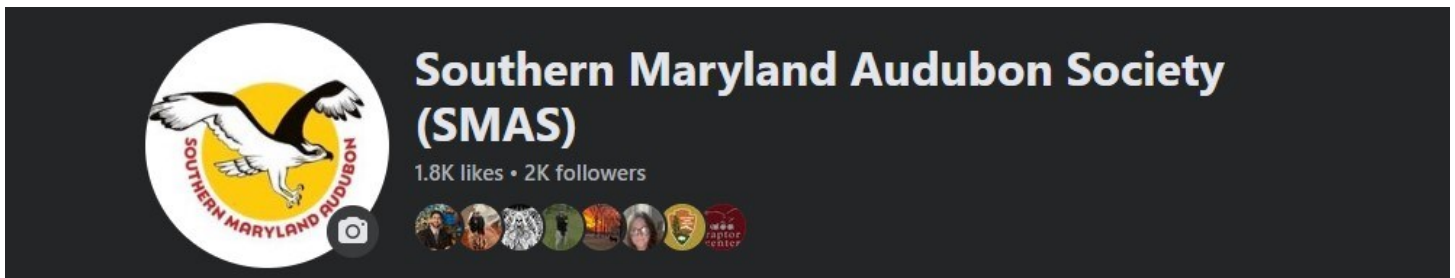 Southern Maryland Audubon Society
(SMAS)
1.8K likes • 2K followers
SOUTHERN MARYLAND AUDUBON
raptor
center